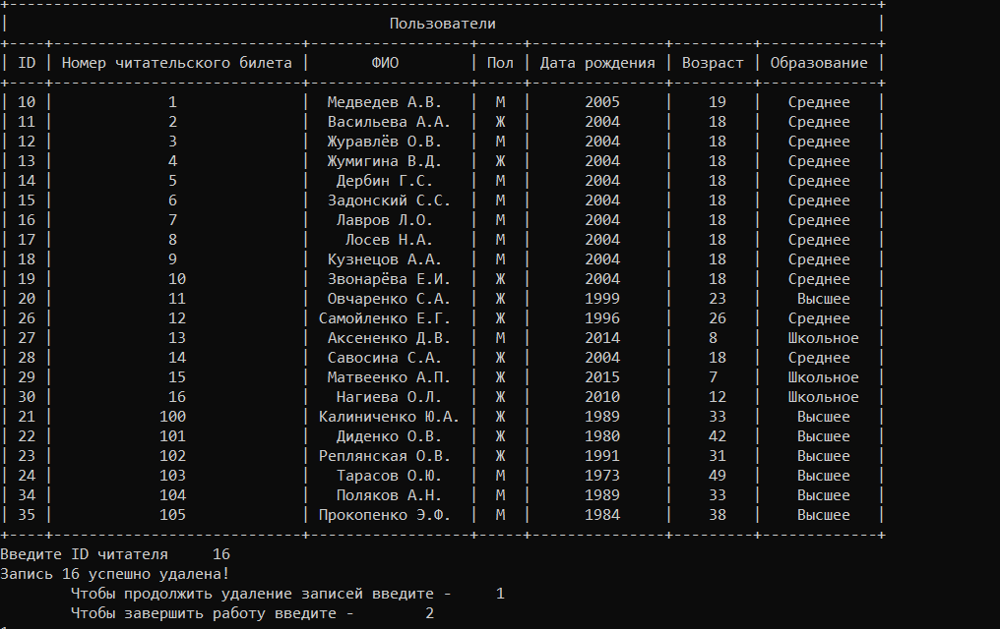 Пользователи
| ID | Номер читательского билета | ФИО | Пол | Дата рождения | Возраст | Образование |
| 10 | 1 | Медведев А.В. | М | 2005 | 19 | Среднее |
| 11 | 2 | Васильева А.А. | Ж | 2004 | 18 | Среднее |
| 12 | 3 | Журавлёв О.В. | М | 2004 | 18 | Среднее |
| 13 | 4 | Жумигина В.Д. | Ж | 2004 | 18 | Среднее |
| 14 | 5 | Дербин Г.С. | М | 2004 | 18 | Среднее |
| 15 | 6 | Задонский С.С. | М | 2004 | 18 | Среднее |
| 16 | 7 | Лавров Л.О. | М | 2004 | 18 | Среднее |
| 17 | 8 | Лосев Н.А. | М | 2004 | 18 | Среднее |
| 18 | 9 | Кузнецов А.А. | М | 2004 | 18 | Среднее |
| 19 | 10 | Звонарёва Е.И. | Ж | 2004 | 18 | Среднее |
| 20 | 11 | Овчаренко С.А. | Ж | 1999 | 23 | Высшее |
| 26 | 12 | Самойленко Е.Г. | Ж | 1996 | 26 | Среднее |
| 27 | 13 | Аксененко Д.В. | М | 2014 | 8 | Школьное |
| 28 | 14 | Савосина С.А. | Ж | 2004 | 18 | Среднее |
| 29 | 15 | Матвеенко А.П. | Ж | 2015 | 7 | Школьное |
| 30 | 16 | Нагиева О.Л. | Ж | 2010 | 12 | Школьное |
| 21 | 100 | Калиниченко Ю.А. | Ж | 1989 | 33 | Высшее |
| 22 | 101 | Диденко О.В. | Ж | 1980 | 42 | Высшее |
| 23 | 102 | Реплянская О.В. | Ж | 1991 | 31 | Высшее |
| 24 | 103 | Тарасов О.Ю. | М | 1973 | 49 | Высшее |
| 34 | 104 | Поляков А.Н. | М | 1989 | 33 | Высшее |
| 35 | 105 | Прокопенко Э.Ф. | М | 1984 | 38 | Высшее |
Введите ID читателя 16
Запись 16 успешно удалена!
Чтобы продолжить удаление записей введите - 1
Чтобы завершить работу введите - 2